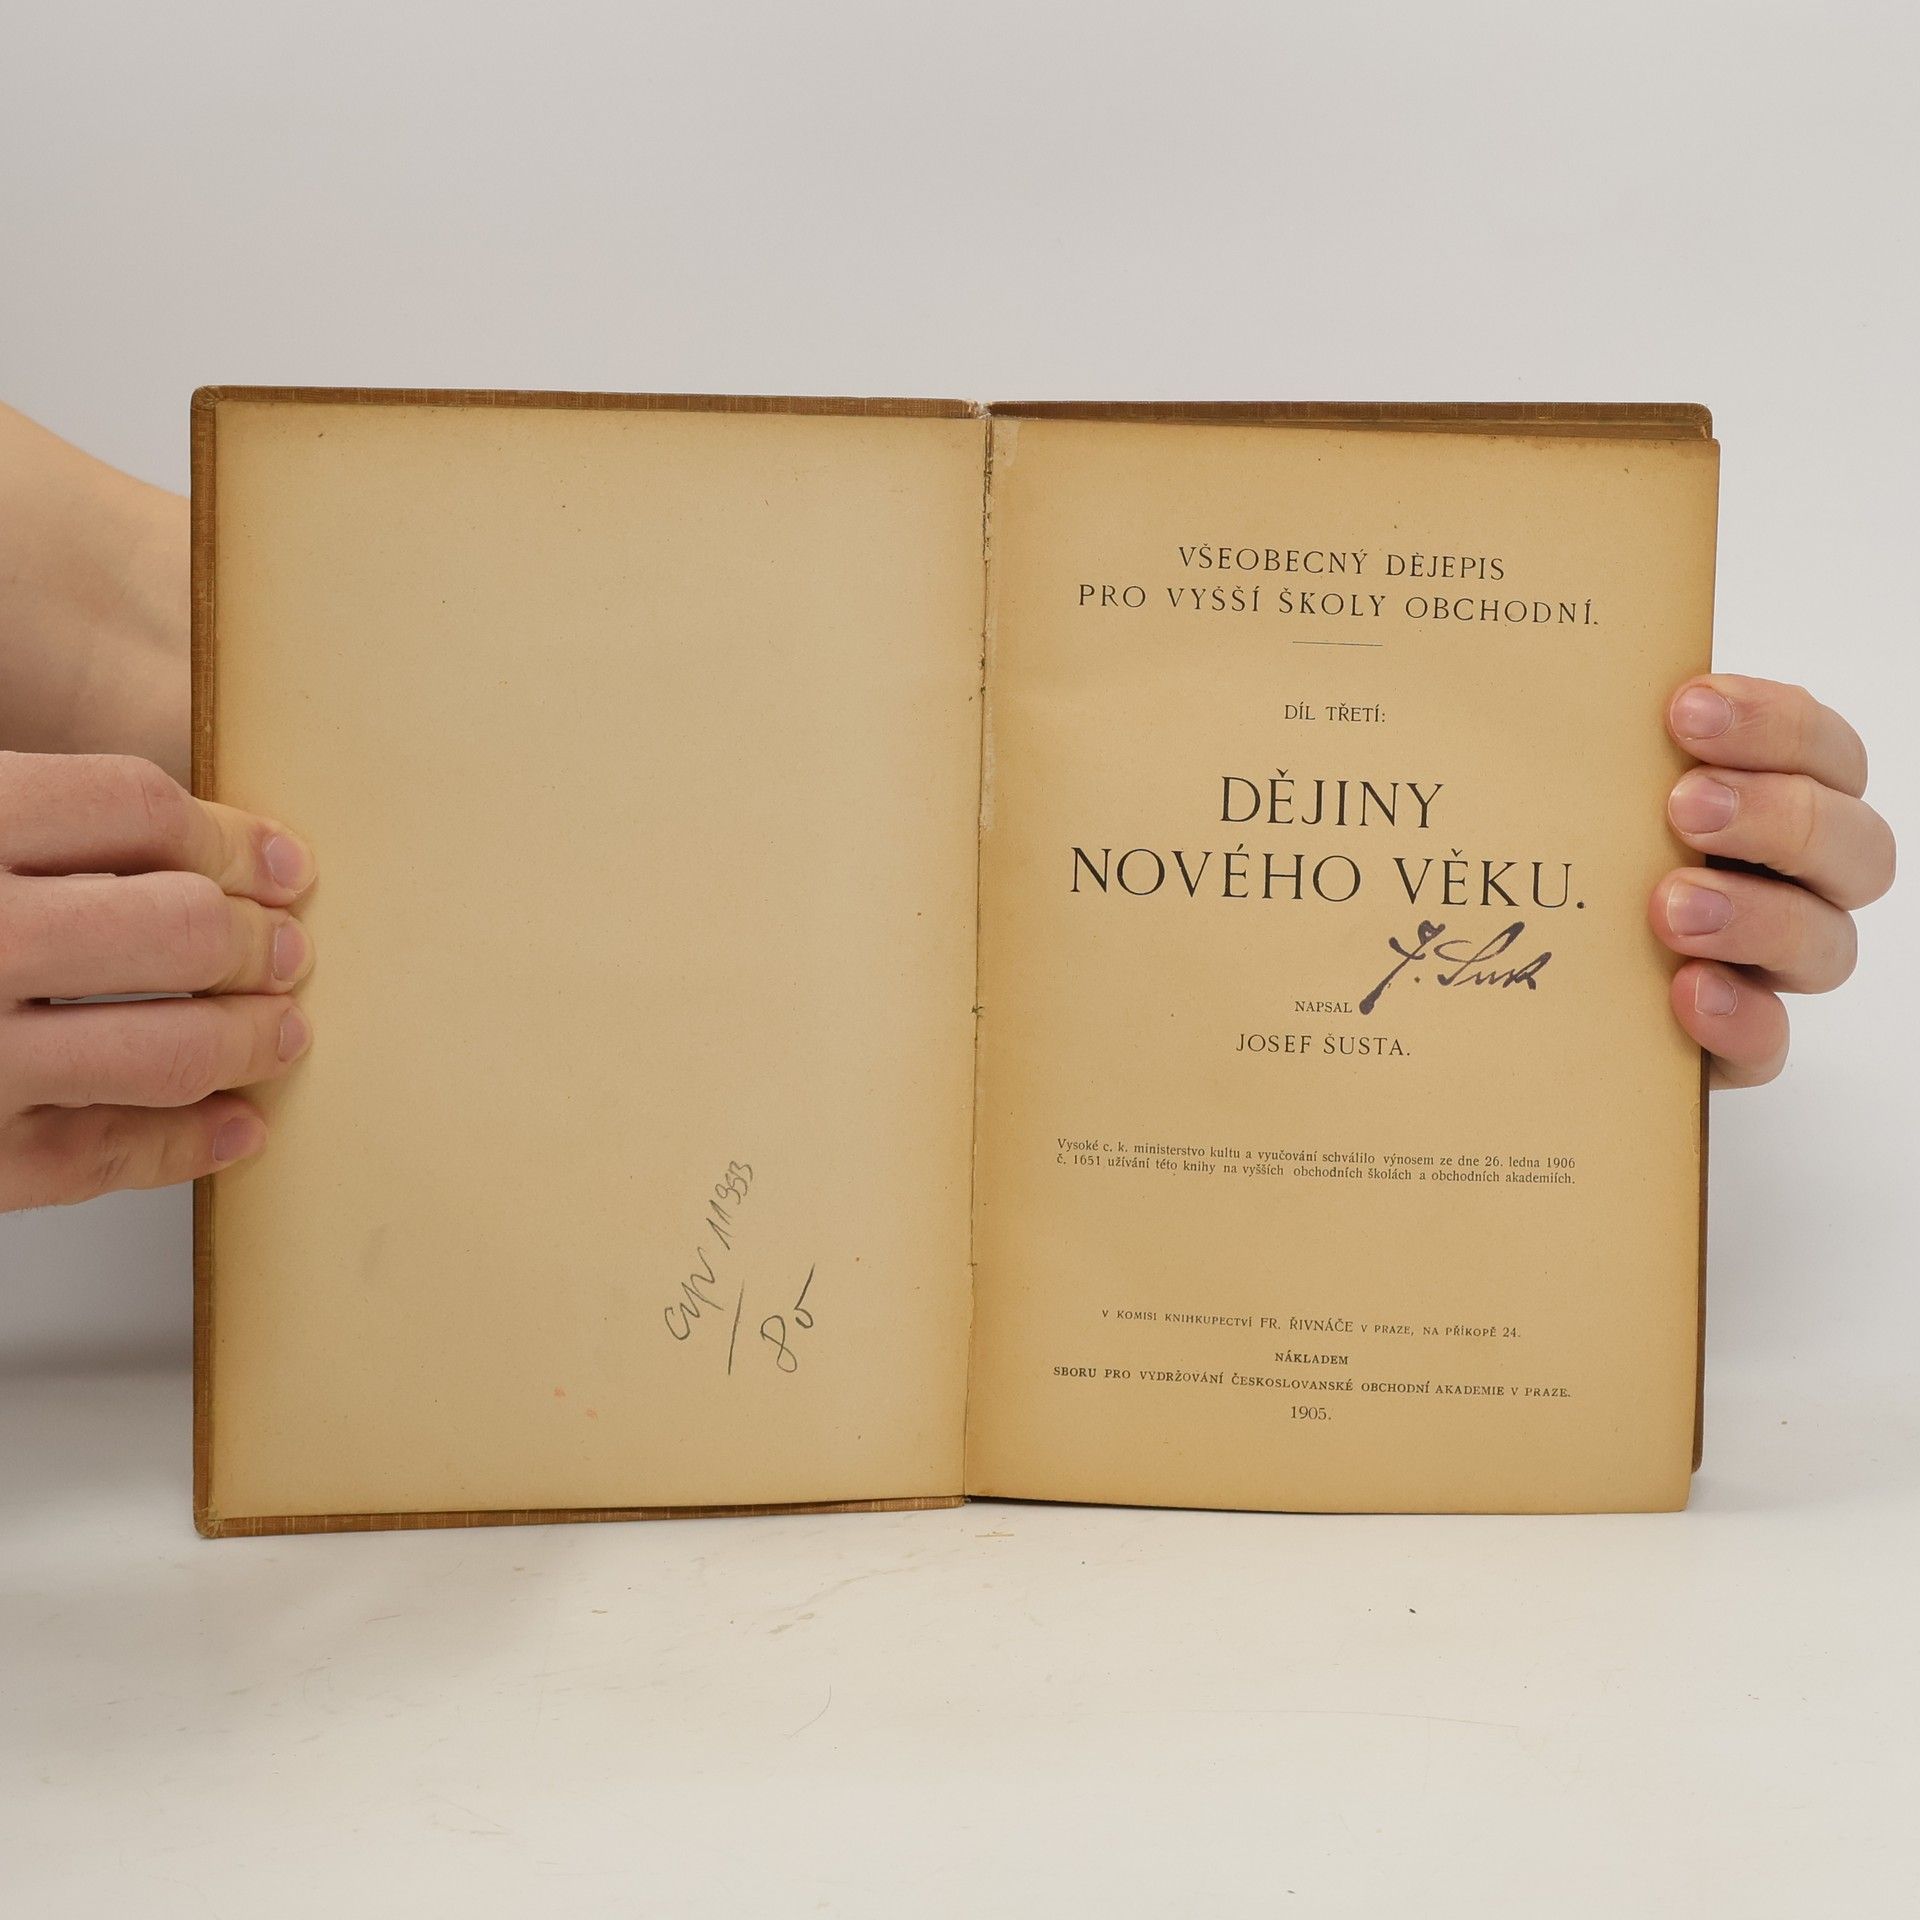 VŠEOBECNÝ DĚJEPIS
PRO VYŠŠÍ ŠKOLY OBCHODNÍ.
DÍL TŘETÍ:
DĚJINY
NOVÉHO VĚKU.
NAPSAL
JOSEF ŠUSTA.
Vysoké c. k. ministerstvo kultu a vyučování schválilo výnosem ze dne 26. ledna 1906
č. 1651 užívání této knihy na vyšších obchodních školách a obchodních akademiích.
V KOMISI KNIHKUPECTVÍ FR. ŘIVNÁČE V PRAZE, NA PŘÍKOPĚ 24.
NÁKLADEM
SBORU PRO VYDRŽOVÁNÍ ČESKOSLOVANSKÉ OBCHODNÍ AKADEMIE V PRAZE.
1905.